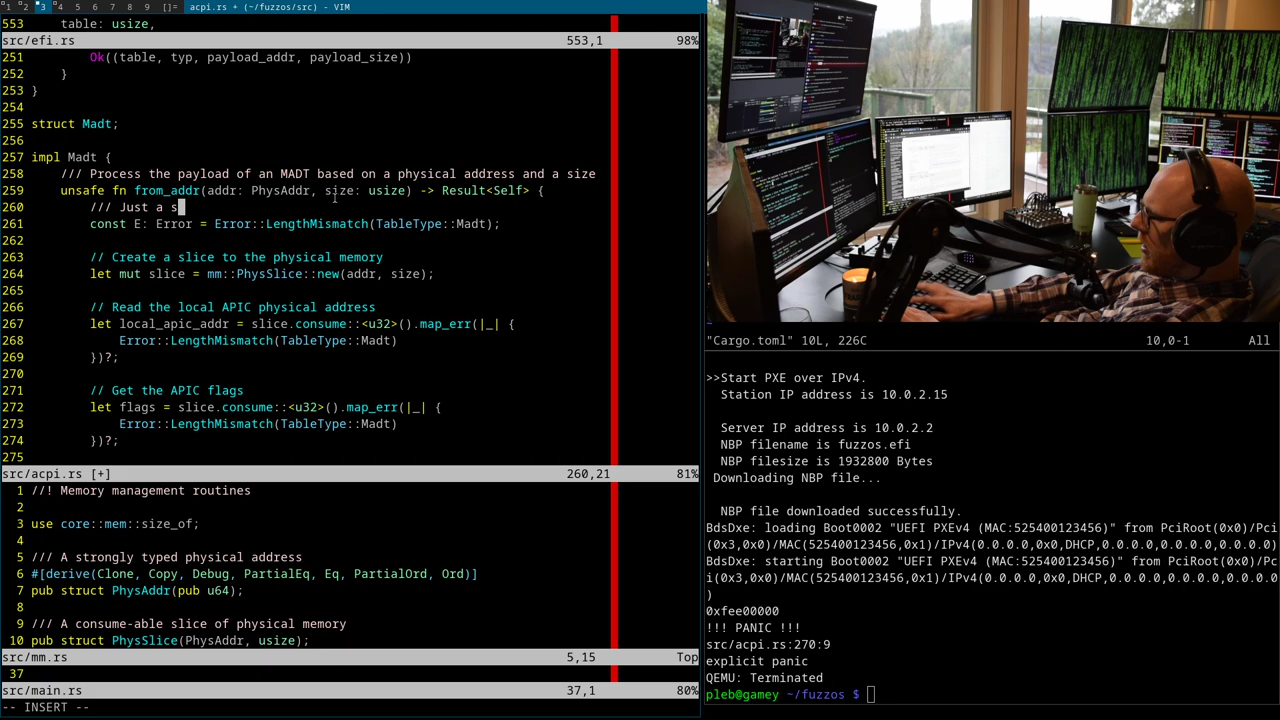 1 2 3 4 5 6 7 8 9 []= acpi.rs + (~/fuzzos/src) - VIM
553     table: usize,
src/efi.rs 553,1 98%
251         Ok((table, typ, payload_addr, payload_size))
252     }
253 }
254
255 struct Madt;
256
257 impl Madt {
258     /// Process the payload of an MADT based on a physical address and a size
259     unsafe fn from_addr(addr: PhysAddr, size: usize) -> Result<Self> {
260         /// Just a s
261         const E: Error = Error::LengthMismatch(TableType::Madt);
262
263         // Create a slice to the physical memory
264         let mut slice = mm::PhysSlice::new(addr, size);
265
266         // Read the local APIC physical address
267         let local_apic_addr = slice.consume::<u32>().map_err(|_| {
268             Error::LengthMismatch(TableType::Madt)
269         })?;
270
271         // Get the APIC flags
272         let flags = slice.consume::<u32>().map_err(|_| {
273             Error::LengthMismatch(TableType::Madt)
274         })?;
275
src/acpi.rs [+] 260,21 81%
1 //! Memory management routines
2
3 use core::mem::size_of;
4
5 /// A strongly typed physical address
6 #[derive(Clone, Copy, Debug, PartialEq, Eq, PartialOrd, Ord)]
7 pub struct PhysAddr(pub u64);
8
9 /// A consume-able slice of physical memory
10 pub struct PhysSlice(PhysAddr, usize);
src/mm.rs 5,15 Top
37
src/main.rs 37,1 80%
-- INSERT --
~
"Cargo.toml" 10L, 226C 10,0-1 All
>>Start PXE over IPv4.
Station IP address is 10.0.2.15
Server IP address is 10.0.2.2
NBP filename is fuzzos.efi
NBP filesize is 1932800 Bytes
Downloading NBP file...
NBP file downloaded successfully.
BdsDxe: loading Boot0002 "UEFI PXEv4 (MAC:525400123456)" from PciRoot(0x0)/Pci
(0x3,0x0)/MAC(525400123456,0x1)/IPv4(0.0.0.0,0x0,DHCP,0.0.0.0,0.0.0.0,0.0.0.0)
BdsDxe: starting Boot0002 "UEFI PXEv4 (MAC:525400123456)" from PciRoot(0x0)/Pc
i(0x3,0x0)/MAC(525400123456,0x1)/IPv4(0.0.0.0,0x0,DHCP,0.0.0.0,0.0.0.0,0.0.0.0
)
0xfee00000
!!! PANIC !!!
src/acpi.rs:270:9
explicit panic
QEMU: Terminated
pleb@gamey ~/fuzzos $